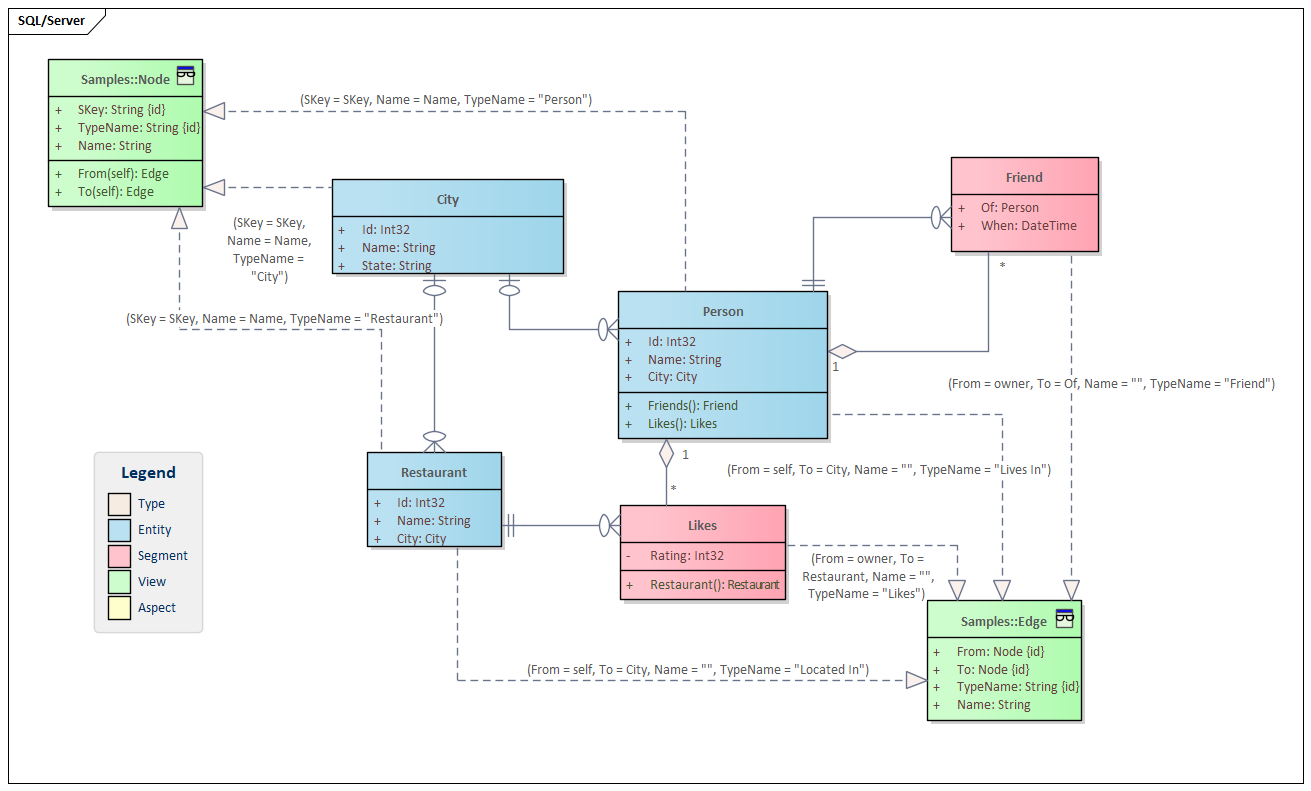 SQL/Server
Samples::Node
+ SKey: String {id}
+ TypeName: String {id}
+ Name: String
+ From(self): Edge
+ To(self): Edge
(SKey = SKey, Name = Name, TypeName = "Person")
City
+ Id: Int32
+ Name: String
+ State: String
(SKey = SKey,
Name = Name,
TypeName =
"City")
(SKey = SKey, Name = Name, TypeName = "Restaurant")
Friend
+ Of: Person
+ When: DateTime
*
Person
+ Id: Int32
+ Name: String
+ City: City
+ Friends(): Friend
+ Likes(): Likes
1
(From = owner, To = Of, Name = "", TypeName = "Friend")
1
*
(From = self, To = City, Name = "", TypeName = "Lives In")
Restaurant
+ Id: Int32
+ Name: String
+ City: City
Likes
- Rating: Int32
+ Restaurant(): Restaurant
(From = owner, To =
Restaurant, Name = "",
TypeName = "Likes")
Legend
Type
Entity
Segment
View
Aspect
(From = self, To = City, Name = "", TypeName = "Located In")
Samples::Edge
+ From: Node {id}
+ To: Node {id}
+ TypeName: String {id}
+ Name: String